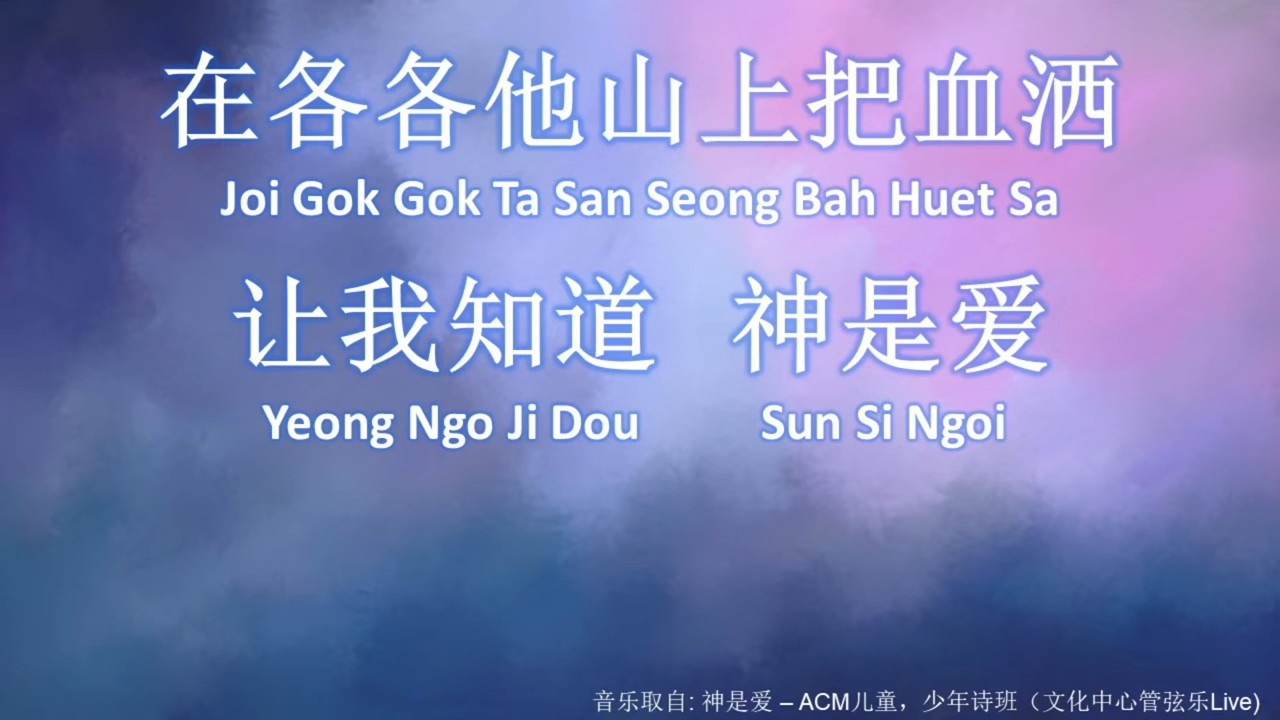 在各各他山上把血洒
Joi Gok Gok Ta San Seong Bah Huet Sa
让我知道 神是爱
Yeong Ngo Ji Dou Sun Si Ngoi
音乐取自: 神是爱 – ACM儿童，少年诗班（文化中心管弦乐Live)